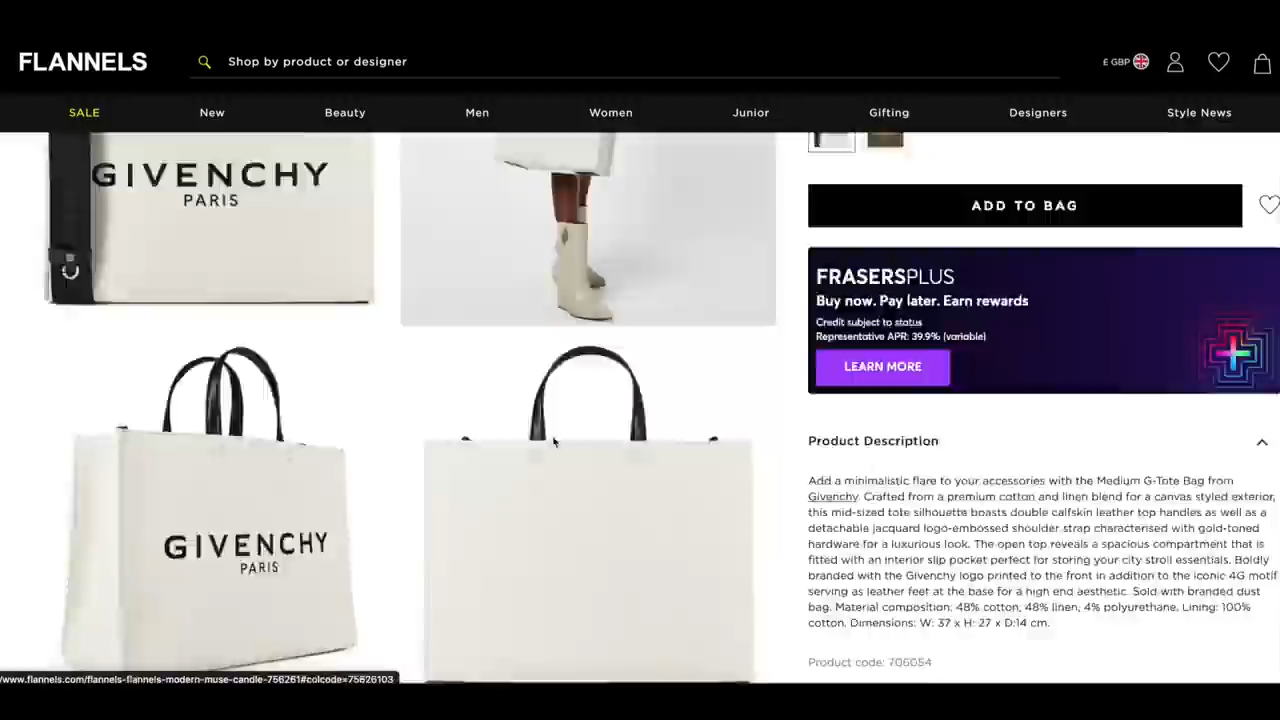 FLANNELS
Shop by product or designer
£ GBP
SALE
New
Beauty
Men
Women
Junior
Gifting
Designers
Style News
GIVENCHY
PARIS
GIVENCHY
PARIS
ADD TO BAG
FRASERSPLUS
Buy now. Pay later. Earn rewards
Credit subject to status
Representative APR: 39.9% (variable)
LEARN MORE
Product Description
Add a minimalistic flare to your accessories with the Medium G-Tote Bag from
Givenchy. Crafted from a premium cotton and linen blend for a canvas styled exterior,
this mid-sized tote silhouette boasts double calfskin leather top handles as well as a
detachable jacquard logo-embossed shoulder strap characterised with gold-toned
hardware for a luxurious look. The open top reveals a spacious compartment that is
fitted with an interior slip pocket perfect for storing your city stroll essentials. Boldly
branded with the Givenchy logo printed to the front in addition to the iconic 4G motif
serving as leather feet at the base for a high end aesthetic. Sold with branded dust
bag. Material composition: 48% cotton, 48% linen, 4% polyurethane. Lining: 100%
cotton. Dimensions: W: 37 x H: 27 x D:14 cm.
Product code: 706054
/www.flannels.com/flannels-flannels-modern-muse-candle-756261#colcode=75626103